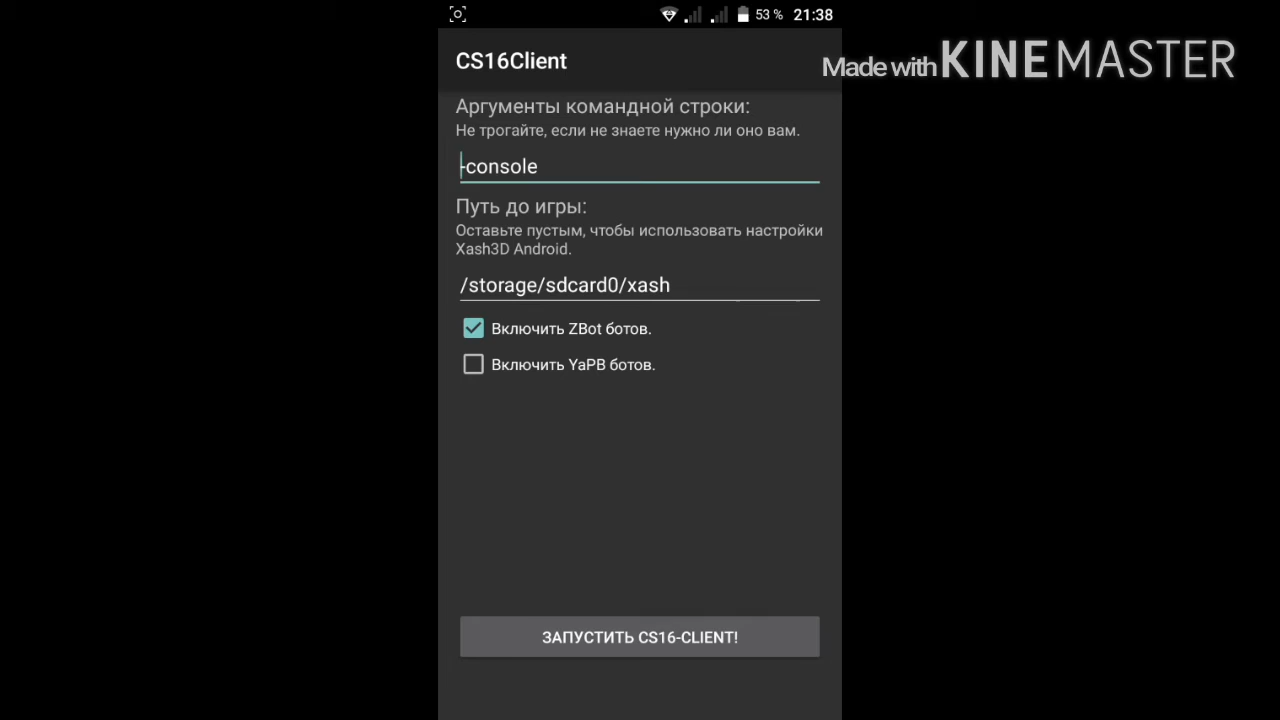 53 % 21:38
CS16Client
Made with KINEMASTER
Аргументы командной строки:
Не трогайте, если не знаете нужно ли оно вам.
-console
Путь до игры:
Оставьте пустым, чтобы использовать настройки
Xash3D Android.
/storage/sdcard0/xash
Включить ZBot ботов.
Включить YaPB ботов.
ЗАПУСТИТЬ CS16-CLIENT!